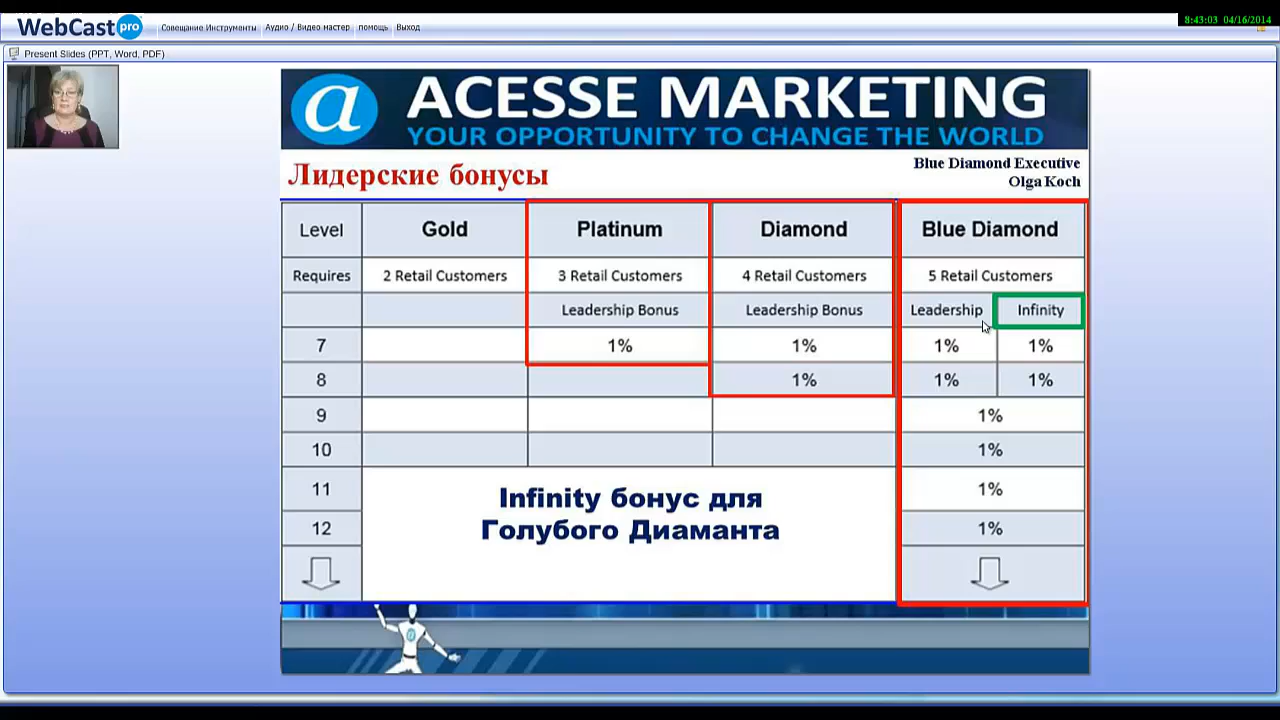 8:43:03 04/16/2014
WebCast pro Совещание Инструменты Аудио / Видео мастер помощь Выход
Present Slides (PPT, Word, PDF)
a ACESSE MARKETING
YOUR OPPORTUNITY TO CHANGE THE WORLD
Лидерские бонусы
Blue Diamond Executive
Olga Koch
Level Gold Platinum Diamond Blue Diamond
Requires 2 Retail Customers 3 Retail Customers 4 Retail Customers 5 Retail Customers
Leadership Bonus Leadership Bonus Leadership Infinity
7 1% 1% 1% 1%
8 1% 1% 1%
9 1%
10 1%
11 1%
12 1%
Infinity бонус для
Голубого Диаманта